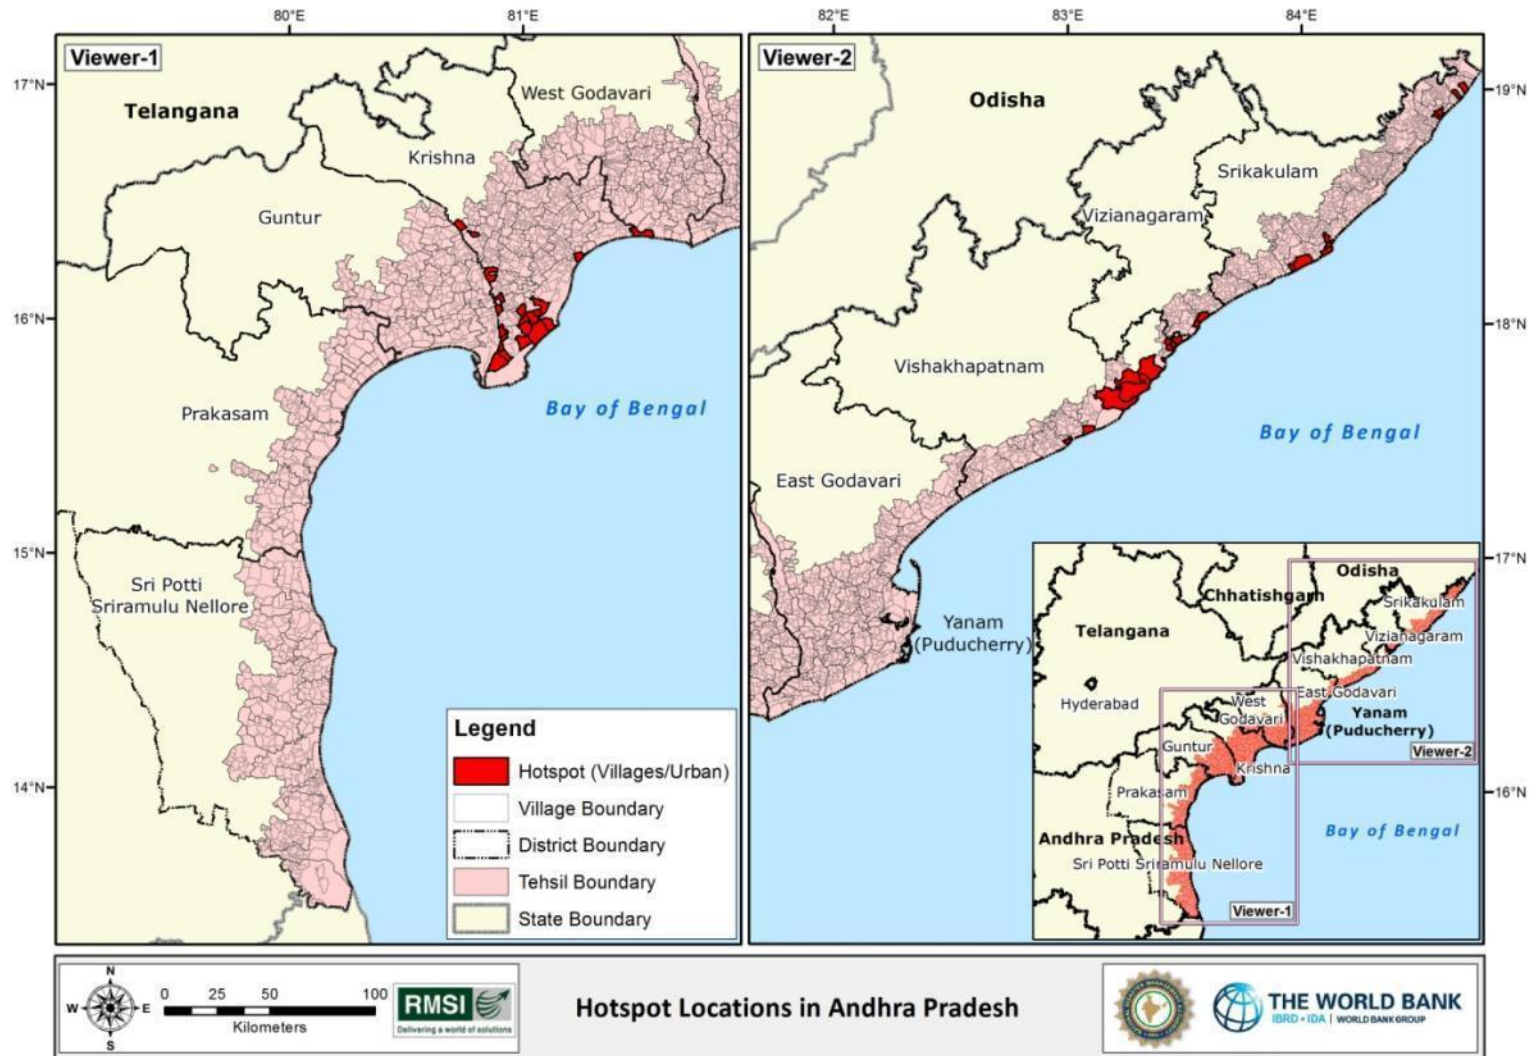 80°E
81°E
82°E
83°E
84°E
Viewer-1
17°N
16°N
15°N
14°N
Telangana
West Godavari
Krishna
Guntur
Prakasam
Sri Potti
Sriramulu Nellore
Bay of Bengal
Legend
Hotspot (Villages/Urban)
Village Boundary
District Boundary
Tehsil Boundary
State Boundary
Viewer-2
Odisha
19°N
18°N
17°N
16°N
Srikakulam
Vizianagaram
Vishakhapatnam
East Godavari
Bay of Bengal
Yanam
(Puducherry)
Odisha
Chhatishgarh
Srikakulam
Telangana
Vizianagaram
Vishakhapatnam
Hyderabad
East Godavari
West
Godavari
Yanam
(Puducherry)
Guntur
Viewer-2
Krishna
Prakasam
Bay of Bengal
Andhra Pradesh
Sri Potti Sriramulu Nellore
Viewer-1
N
W
E
S
0 25 50 100
Kilometers
RMSI
Delivering a world of solutions
Hotspot Locations in Andhra Pradesh
THE WORLD BANK
IBRD • IDA | WORLD BANK GROUP